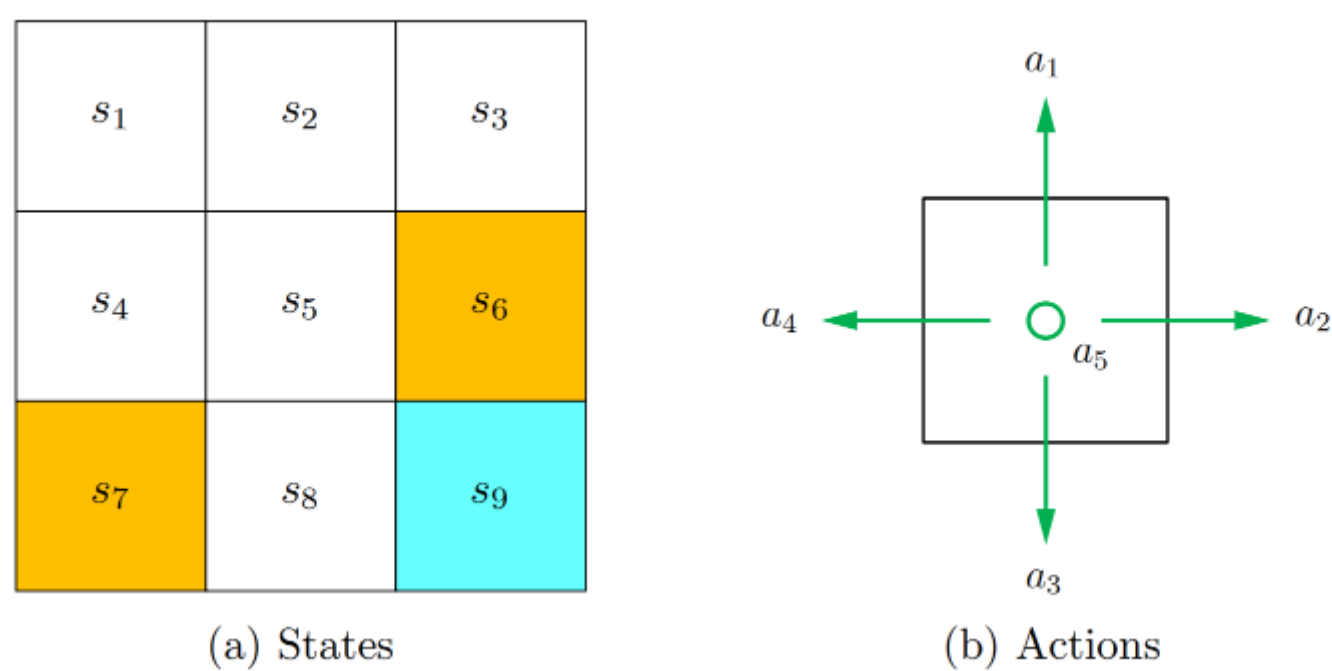 s₁ s₂ s₃
s₄ s₅ s₆
s₇ s₈ s₉
(a) States
a₁
a₄ a₂
a₅
a₃
(b) Actions